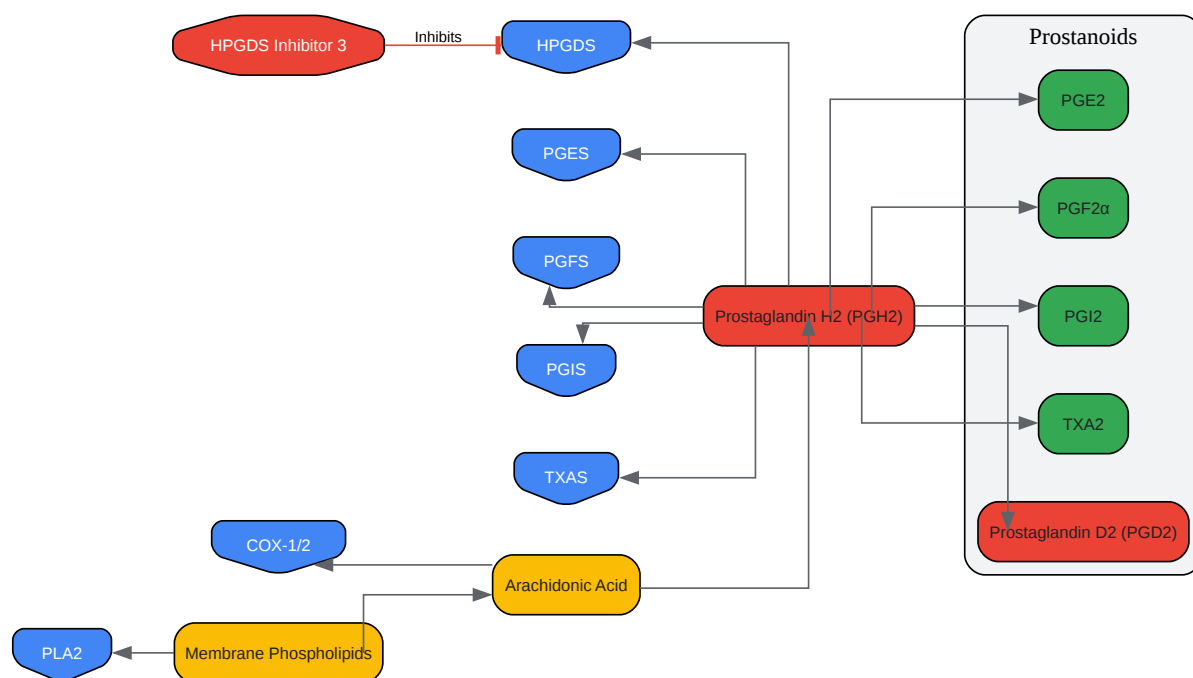 HPGDS Inhibitor 3
Inhibits
HPGDS
Prostanoids
PGE2
PGES
PGF2α
PGFS
Prostaglandin H2 (PGH2)
PGI2
PGIS
TXA2
TXAS
Prostaglandin D2 (PGD2)
COX-1/2
Arachidonic Acid
PLA2
Membrane Phospholipids